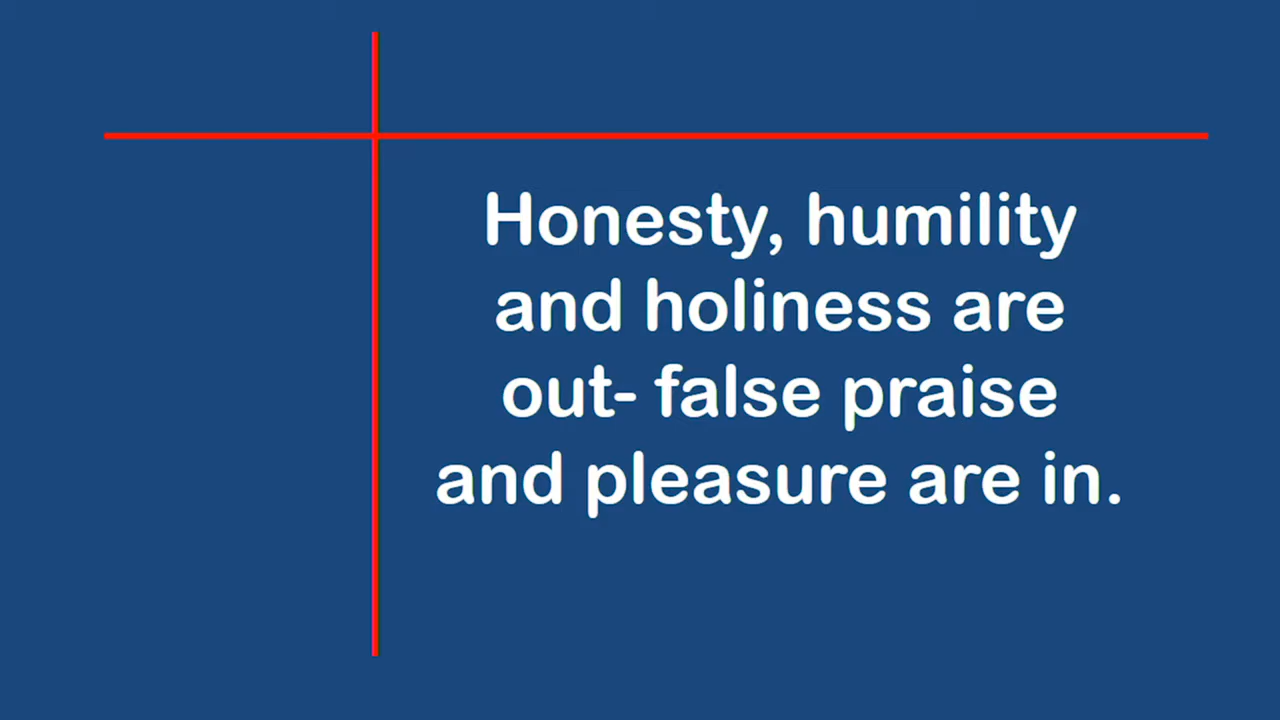 Honesty, humility
and holiness are
out- false praise
and pleasure are in.